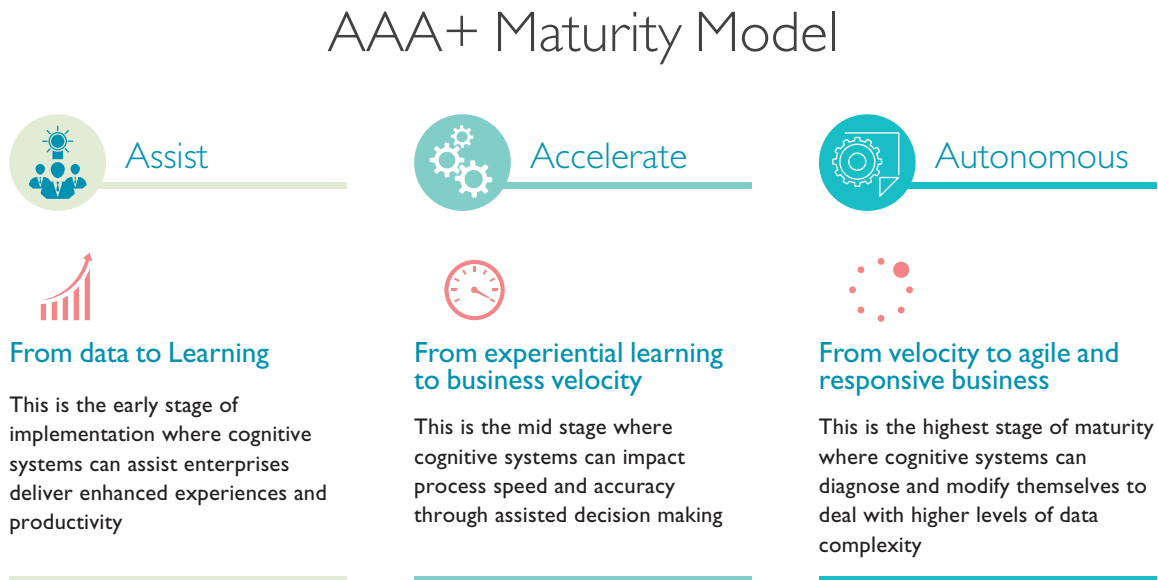 AAA+ Maturity Model
Assist
From data to Learning
This is the early stage of
implementation where cognitive
systems can assist enterprises
deliver enhanced experiences and
productivity
Accelerate
From experiential learning
to business velocity
This is the mid stage where
cognitive systems can impact
process speed and accuracy
through assisted decision making
Autonomous
From velocity to agile and
responsive business
This is the highest stage of maturity
where cognitive systems can
diagnose and modify themselves to
deal with higher levels of data
complexity